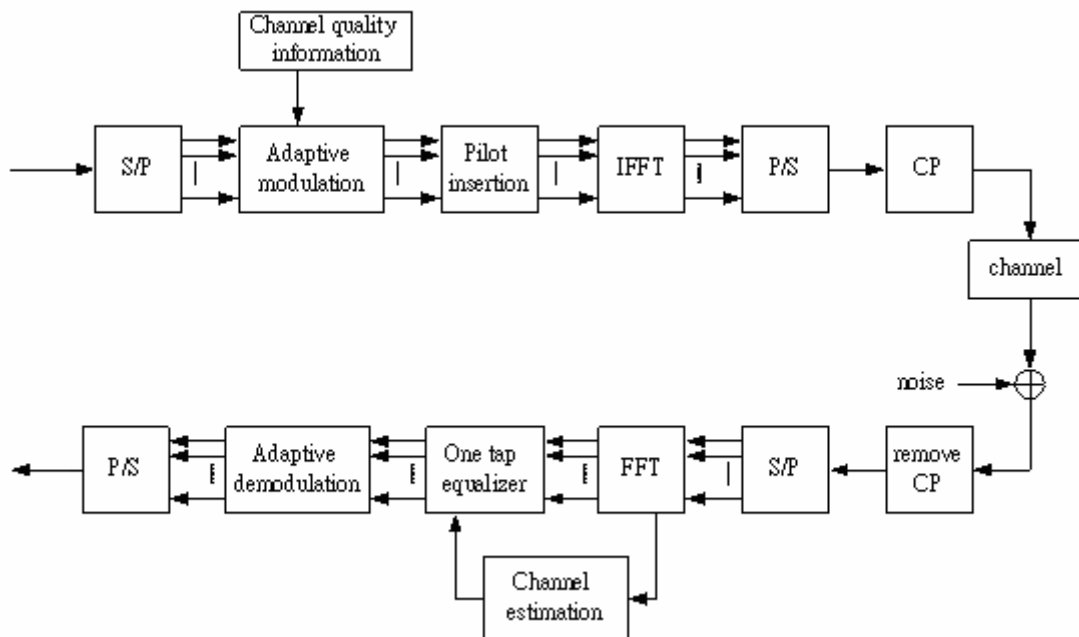 Channel quality
information
S/P
Adaptive
modulation
Pilot
insertion
IFFT
P/S
CP
channel
noise
P/S
Adaptive
demodulation
One tap
equalizer
FFT
S/P
remove
CP
Channel
estimation